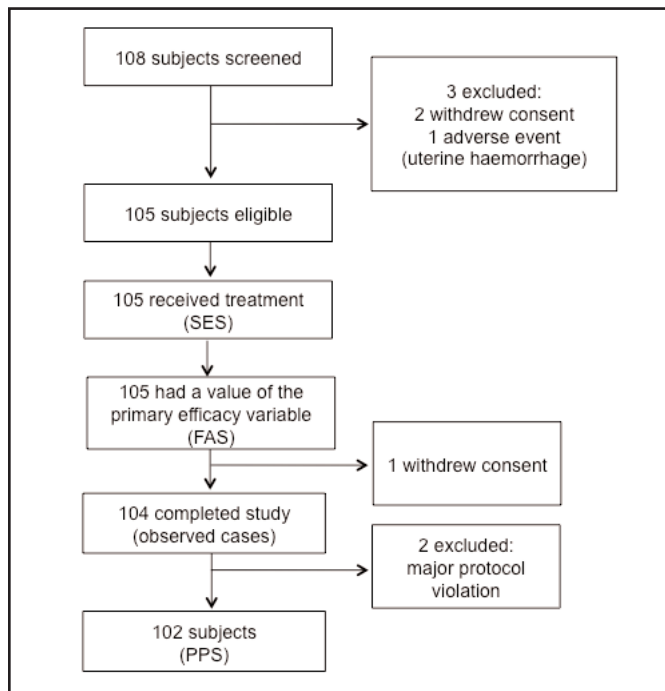 108 subjects screened
3 excluded:
2 withdrew consent
1 adverse event
(uterine haemorrhage)
105 subjects eligible
105 received treatment
(SES)
105 had a value of the
primary efficacy variable
(FAS)
1 withdrew consent
104 completed study
(observed cases)
2 excluded:
major protocol
violation
102 subjects
(PPS)